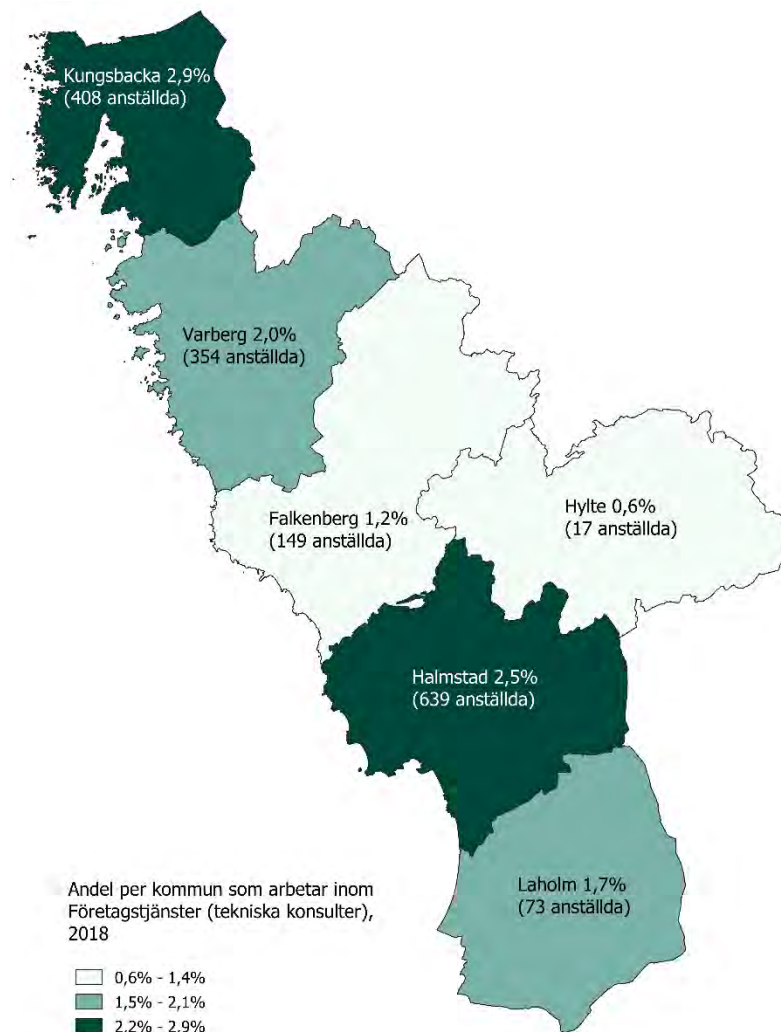 Kungsbacka 2,9%
(408 anställda)
Varberg 2,0%
(354 anställda)
Falkenberg 1,2%
(149 anställda)
Hylte 0,6%
(17 anställda)
Halmstad 2,5%
(639 anställda)
Laholm 1,7%
(73 anställda)
Andel per kommun som arbetar inom
Företagstjänster (tekniska konsulter),
2018
0,6% - 1,4%
1,5% - 2,1%
2,2% - 2,9%